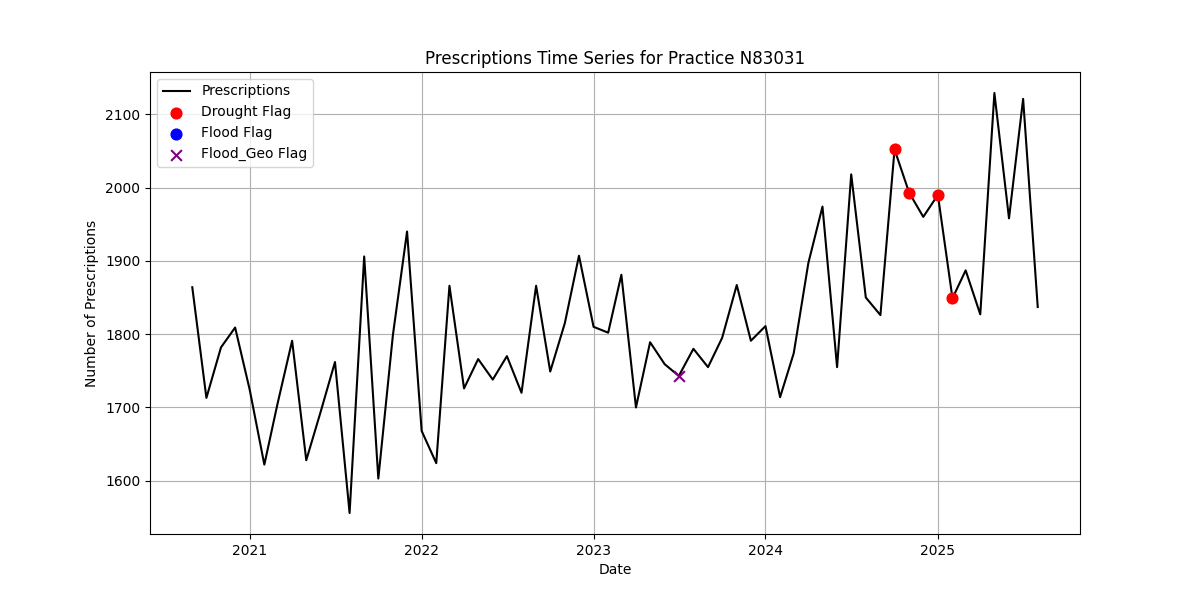 Prescriptions Time Series for Practice N83031
Prescriptions
Drought Flag
Flood Flag
Flood_Geo Flag
Number of Prescriptions
2100
2000
1900
1800
1700
1600
2021 2022 2023 2024 2025
Date